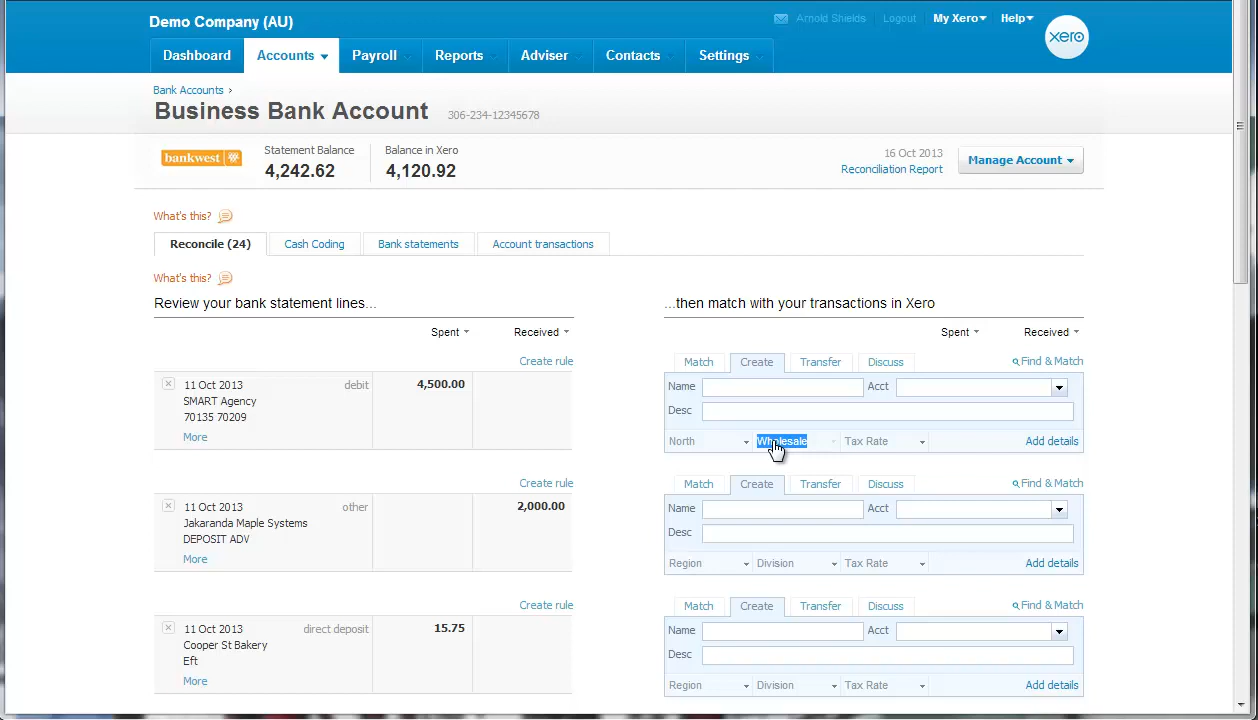 Demo Company (AU)
Arnold Shields Logout My Xero Help
xero
Dashboard Accounts Payroll Reports Adviser Contacts Settings
Bank Accounts ›
Business Bank Account 306-234-12345678
bankwest
Statement Balance Balance in Xero
4,242.62 4,120.92
16 Oct 2013
Reconciliation Report
Manage Account
What's this?
Reconcile (24) Cash Coding Bank statements Account transactions
What's this?
Review your bank statement lines... ...then match with your transactions in Xero
Spent Received Spent Received
Create rule Match Create Transfer Discuss Find & Match
11 Oct 2013 debit 4,500.00 Name Acct
SMART Agency
70135 70209 Desc
More North Wholesale Tax Rate Add details
Create rule Match Create Transfer Discuss Find & Match
11 Oct 2013 other 2,000.00 Name Acct
Jakaranda Maple Systems
DEPOSIT ADV Desc
More Region Division Tax Rate Add details
Create rule Match Create Transfer Discuss Find & Match
11 Oct 2013 direct deposit 15.75 Name Acct
Cooper St Bakery
Eft Desc
More Region Division Tax Rate Add details